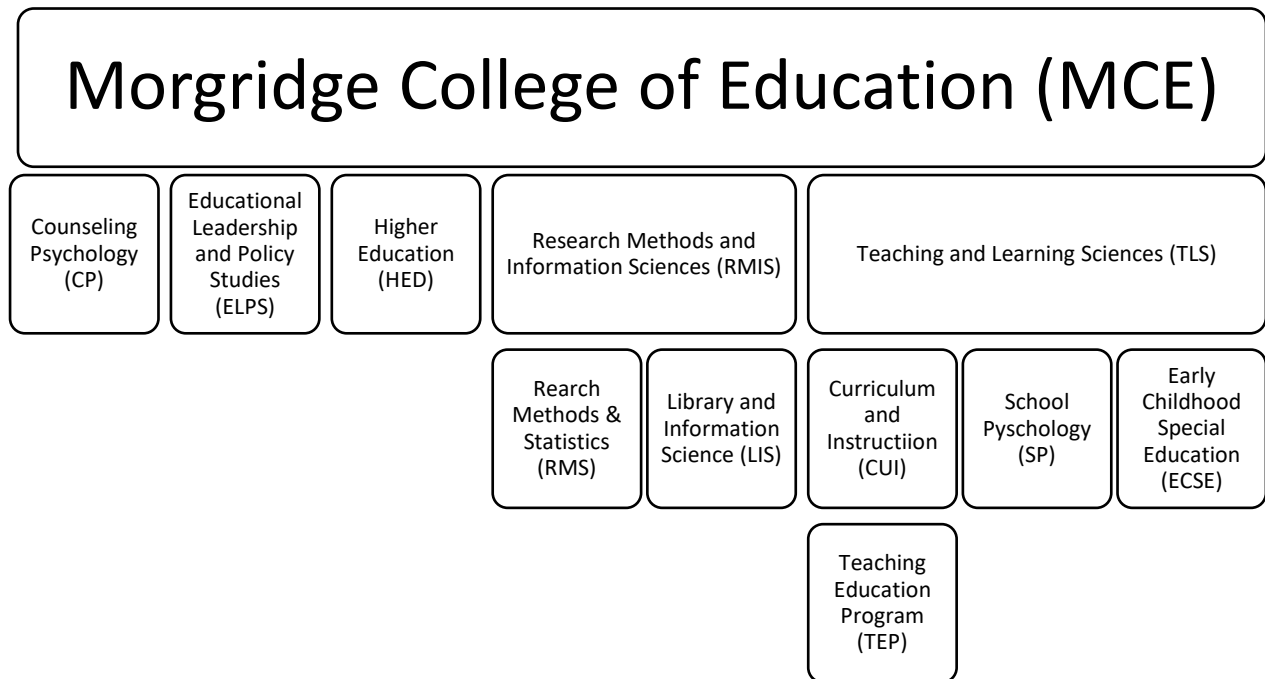 Morgridge College of Education (MCE)
Counseling
Psychology
(CP)
Educational
Leadership
and Policy
Studies
(ELPS)
Higher
Education
(HED)
Research Methods and
Information Sciences (RMIS)
Teaching and Learning Sciences (TLS)
Rearch
Methods &
Statistics
(RMS)
Library and
Information
Science (LIS)
Curriculum
and
Instructiion
(CUI)
School
Pyschology
(SP)
Early
Childhood
Special
Education
(ECSE)
Teaching
Education
Program
(TEP)